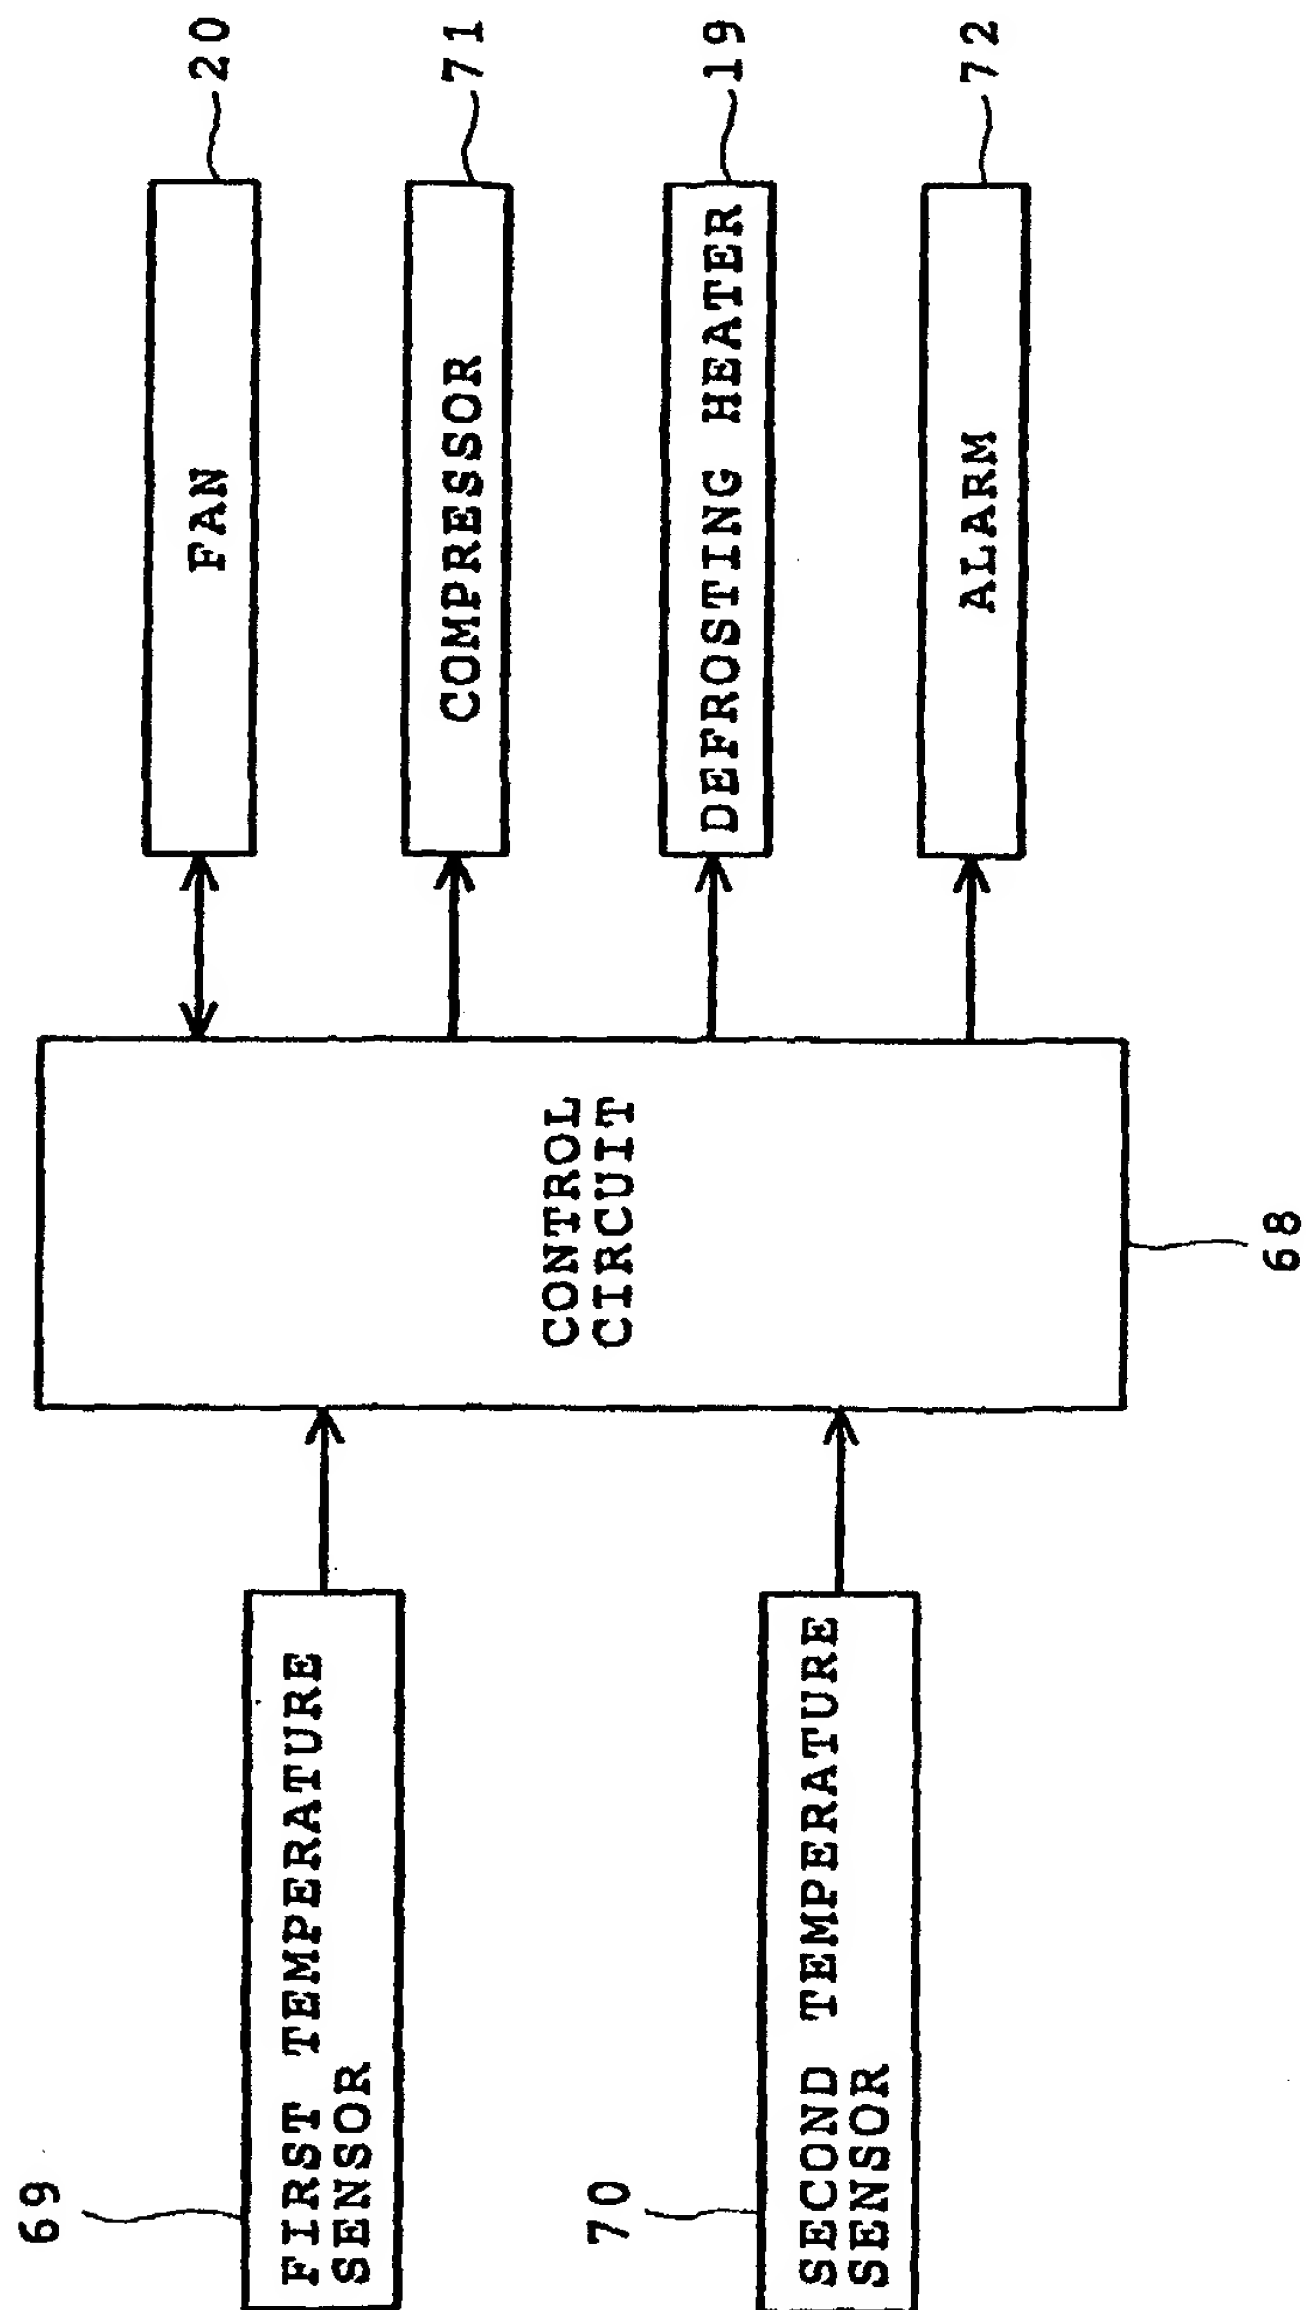 69
FIRST TEMPERATURE
SENSOR
70
SECOND TEMPERATURE
SENSOR
CONTROL
CIRCUIT
68
FAN
20
COMPRESSOR
71
DEFROSTING HEATER
19
ALARM
72